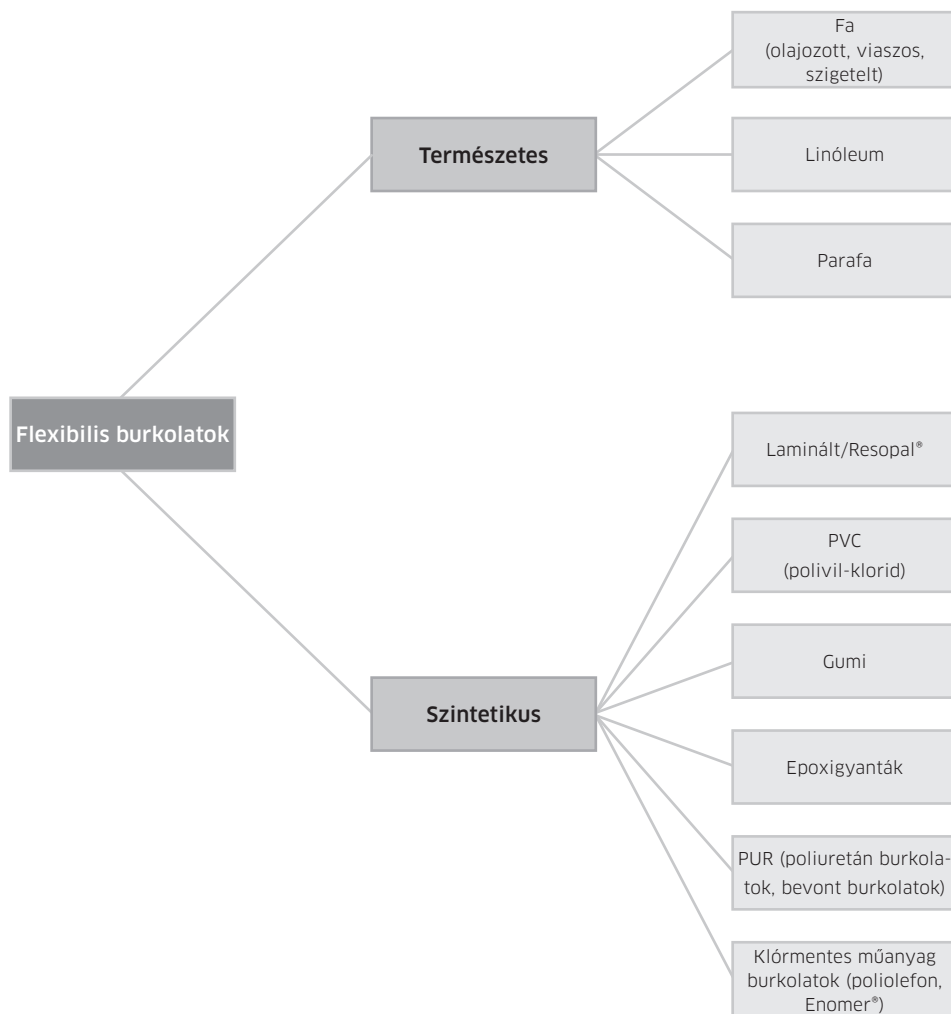 Flexibilis burkolatok
Természetes
Fa
(olajozott, viaszos,
szigetelt)
Linóleum
Parafa
Szintetikus
Laminált/Resopal®
PVC
(polivil-klorid)
Gumi
Epoxigyanták
PUR (poliuretán burkola-
tok, bevont burkolatok)
Klórmentes műanyag
burkolatok (poliolefon,
Enomer®)